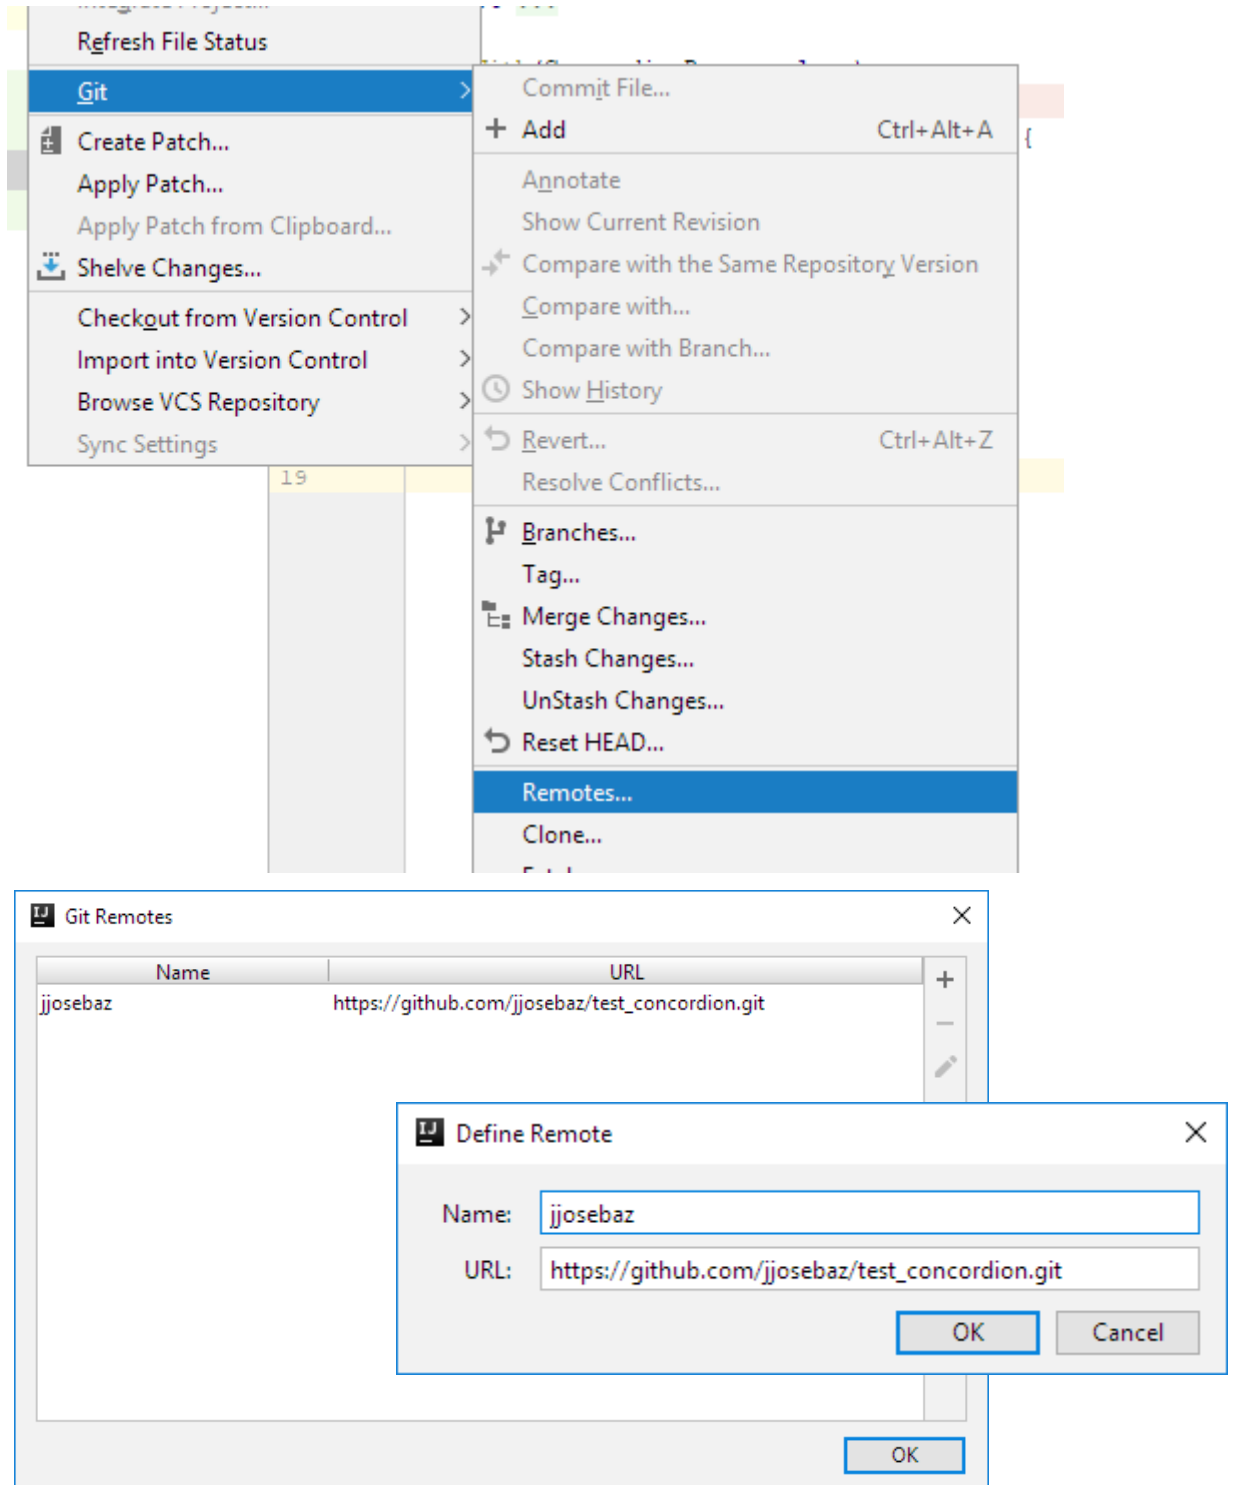 Refresh File Status
Git
Create Patch...
Apply Patch...
Apply Patch from Clipboard...
Shelve Changes...
Checkout from Version Control
Import into Version Control
Browse VCS Repository
Sync Settings
19
Commit File...
Add Ctrl+Alt+A
{
Annotate
Show Current Revision
Compare with the Same Repository Version
Compare with...
Compare with Branch...
Show History
Revert... Ctrl+Alt+Z
Resolve Conflicts...
Branches...
Tag...
Merge Changes...
Stash Changes...
UnStash Changes...
Reset HEAD...
Remotes...
Clone...
Git Remotes
Name URL
jjosebaz https://github.com/jjosebaz/test_concordion.git
Define Remote
Name: jjosebaz
URL: https://github.com/jjosebaz/test_concordion.git
OK Cancel
OK